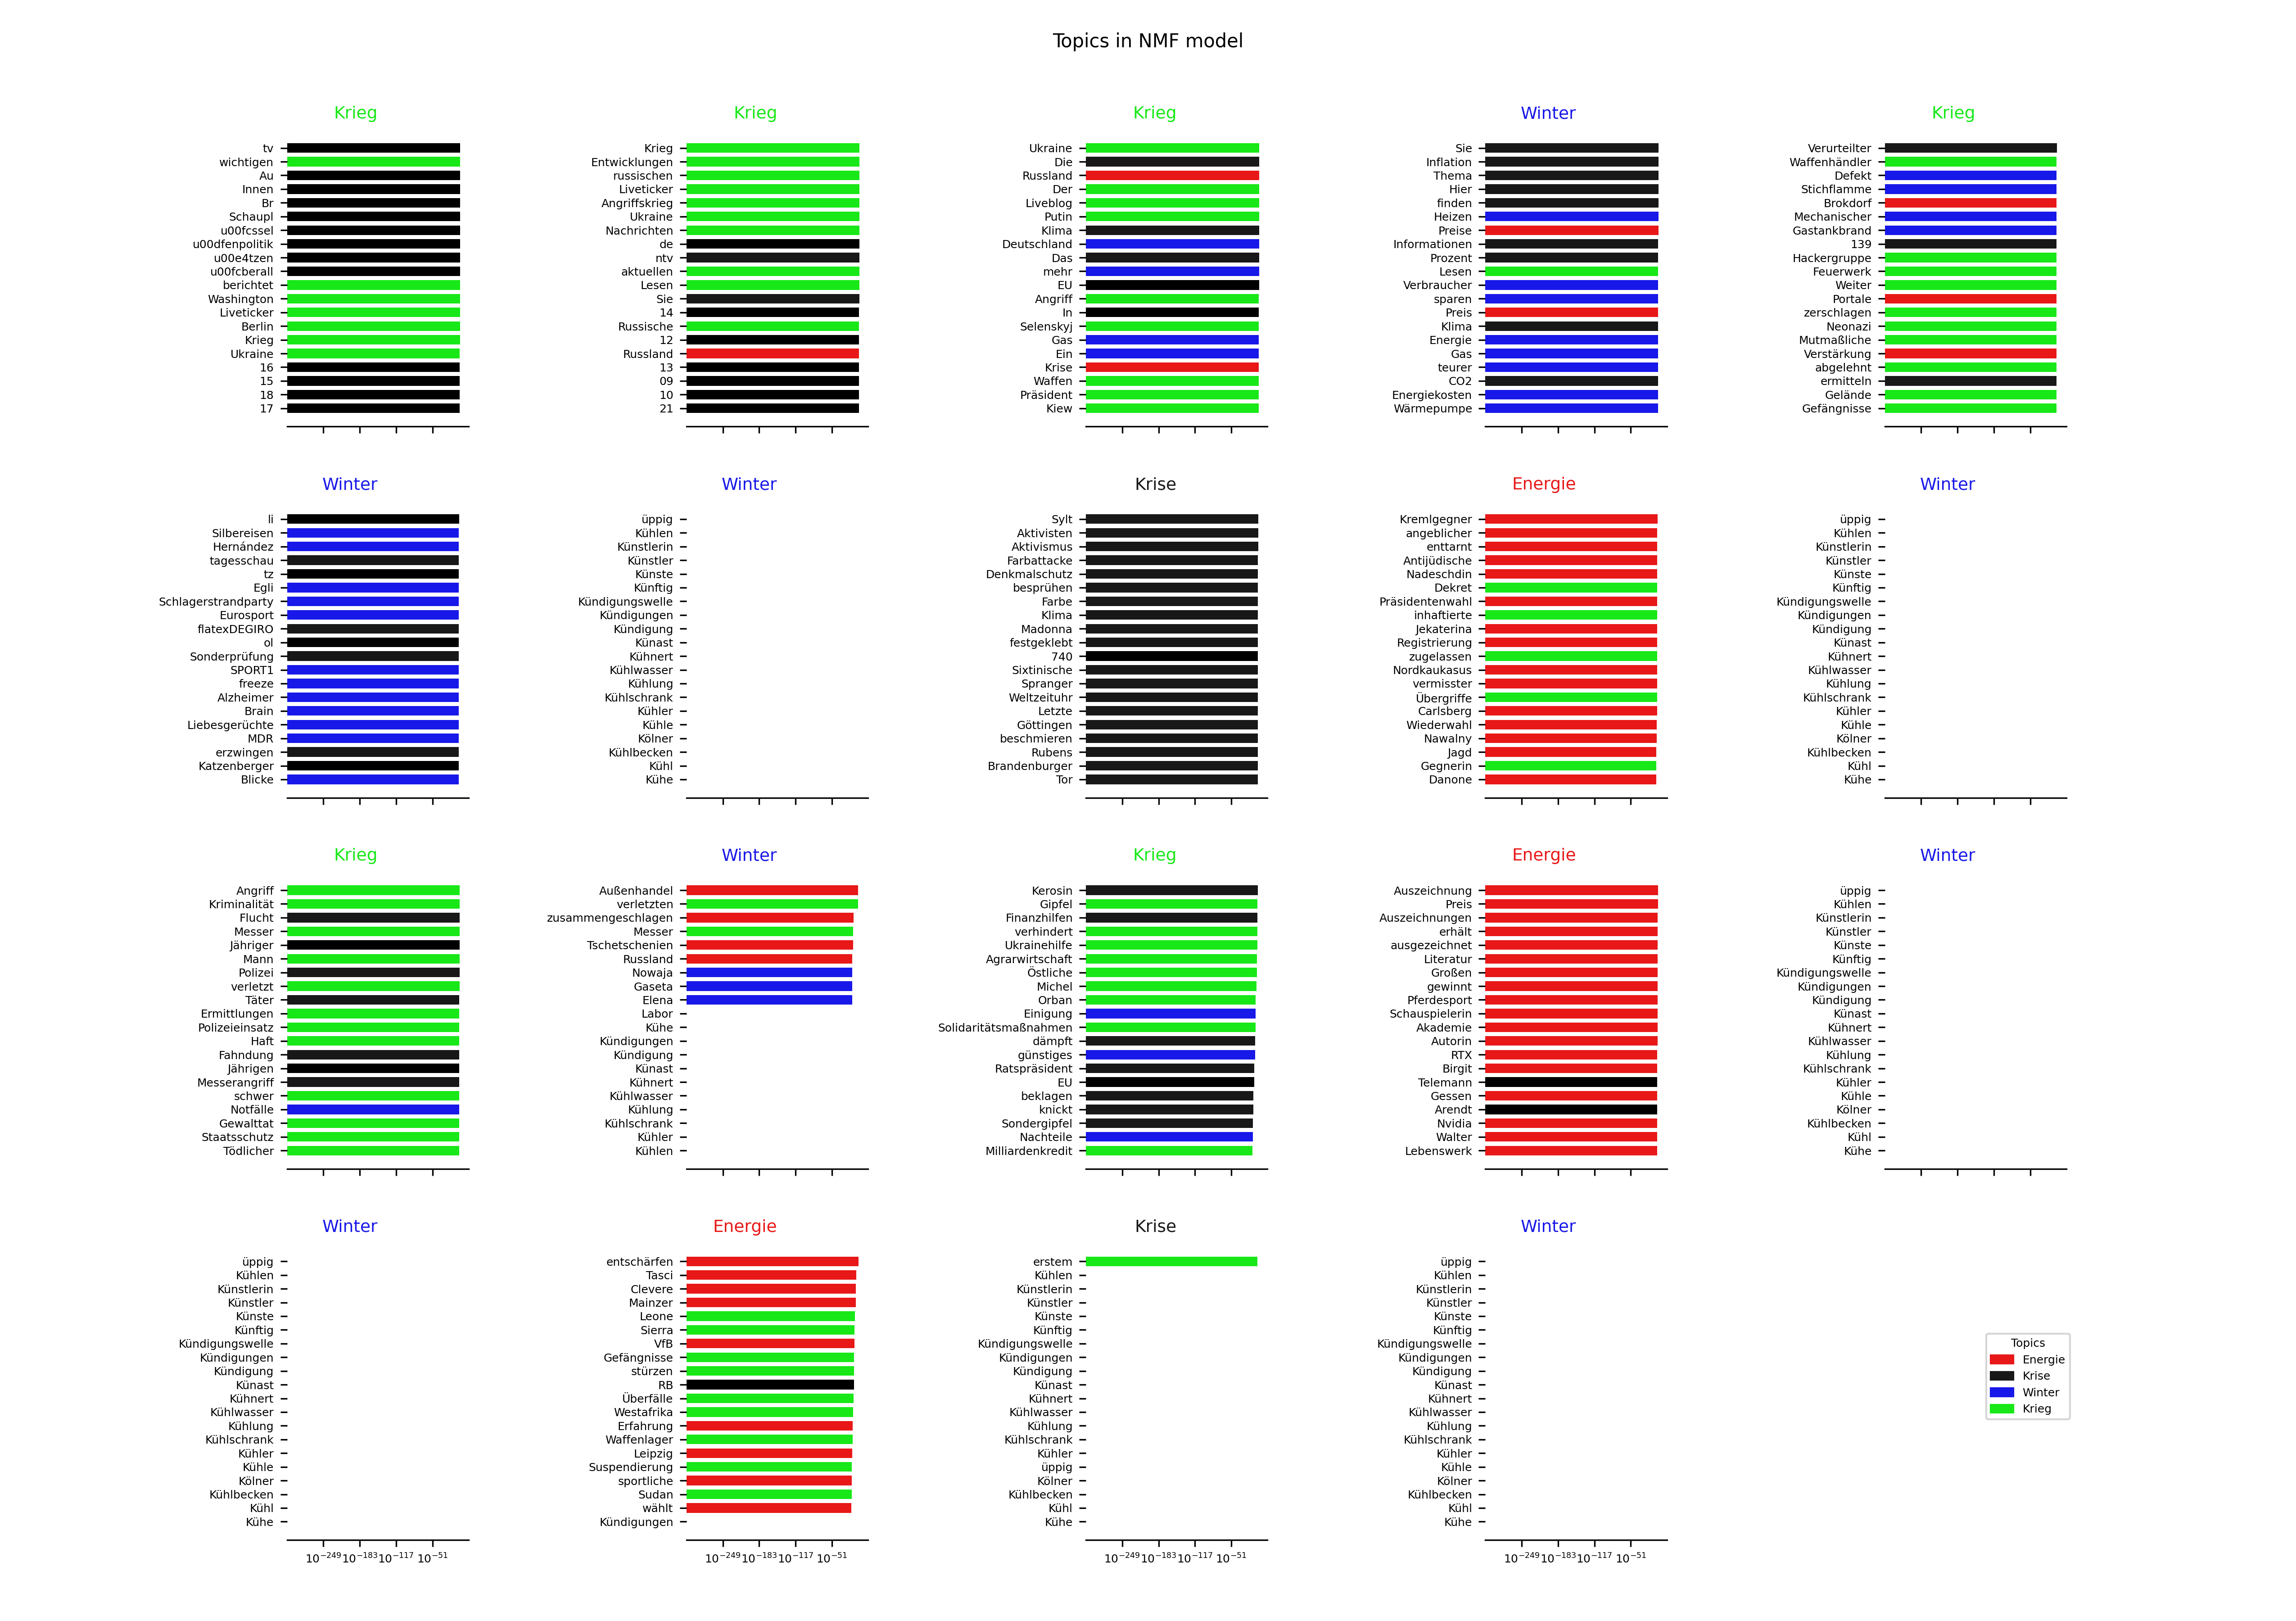 Topics in NMF model
Krieg
tv
wichtigen
Au
Innen
Br
Schaupl
u00fcssel
u00dfenpolitik
u00e4tzen
u00fcberall
berichtet
Washington
Liveticker
Berlin
Krieg
Ukraine
16
15
18
17
Krieg
Krieg
Entwicklungen
russischen
Liveticker
Angriffskrieg
Ukraine
Nachrichten
de
ntv
aktuellen
Lesen
Sie
14
Russische
12
Russland
13
09
10
21
Krieg
Ukraine
Die
Russland
Der
Liveblog
Putin
Klima
Deutschland
Das
mehr
EU
Angriff
In
Selenskyj
Gas
Ein
Krise
Waffen
Präsident
Kiew
Winter
Sie
Inflation
Thema
Hier
finden
Heizen
Preise
Informationen
Prozent
Lesen
Verbraucher
sparen
Preis
Klima
Energie
Gas
teurer
CO2
Energiekosten
Wärmepumpe
Krieg
Verurteilter
Waffenhändler
Defekt
Stichflamme
Brokdorf
Mechanischer
Gastankbrand
139
Hackergruppe
Feuerwerk
Weiter
Portale
zerschlagen
Neonazi
Mutmaßliche
Verstärkung
abgelehnt
ermitteln
Gelände
Gefängnisse
Winter
li
Silbereisen
Hernández
tagesschau
tz
Egli
Schlagerstrandparty
Eurosport
flatexDEGIRO
ol
Sonderprüfung
SPORT1
freeze
Alzheimer
Brain
Liebesgerüchte
MDR
erzwingen
Katzenberger
Blicke
Winter
üppig
Kühlen
Künstlerin
Künstler
Künste
Künftig
Kündigungswelle
Kündigungen
Kündigung
Künast
Kühnert
Kühlwasser
Kühlung
Kühlschrank
Kühler
Kühle
Kölner
Kühlbecken
Kühl
Kühe
Krise
Sylt
Aktivisten
Aktivismus
Farbattacke
Denkmalschutz
besprühen
Farbe
Klima
Madonna
festgeklebt
740
Sixtinische
Spranger
Weltzeituhr
Letzte
Göttingen
beschmieren
Rubens
Brandenburger
Tor
Energie
Kremlgegner
angeblicher
enttarnt
Antijüdische
Nadeschdin
Dekret
Präsidentenwahl
inhaftierte
Jekaterina
Registrierung
zugelassen
Nordkaukasus
vermisster
Übergriffe
Carlsberg
Wiederwahl
Nawalny
Jagd
Gegnerin
Danone
Winter
üppig
Kühlen
Künstlerin
Künstler
Künste
Künftig
Kündigungswelle
Kündigungen
Kündigung
Künast
Kühnert
Kühlwasser
Kühlung
Kühlschrank
Kühler
Kühle
Kölner
Kühlbecken
Kühl
Kühe
Krieg
Angriff
Kriminalität
Flucht
Messer
Jähriger
Mann
Polizei
verletzt
Täter
Ermittlungen
Polizeieinsatz
Haft
Fahndung
Jährigen
Messerangriff
schwer
Notfälle
Gewalttat
Staatsschutz
Tödlicher
Winter
Außenhandel
verletzten
zusammengeschlagen
Messer
Tschetschenien
Russland
Nowaja
Gaseta
Elena
Labor
Kühe
Kündigungen
Kündigung
Künast
Kühnert
Kühlwasser
Kühlung
Kühlschrank
Kühler
Kühlen
Krieg
Kerosin
Gipfel
Finanzhilfen
verhindert
Ukrainehilfe
Agrarwirtschaft
Östliche
Michel
Orban
Einigung
Solidaritätsmaßnahmen
dämpft
günstiges
Ratspräsident
EU
beklagen
knickt
Sondergipfel
Nachteile
Milliardenkredit
Energie
Auszeichnung
Preis
Auszeichnungen
erhält
ausgezeichnet
Literatur
Großen
gewinnt
Pferdesport
Schauspielerin
Akademie
Autorin
RTX
Birgit
Telemann
Gessen
Arendt
Nvidia
Walter
Lebenswerk
Winter
üppig
Kühlen
Künstlerin
Künstler
Künste
Künftig
Kündigungswelle
Kündigungen
Kündigung
Künast
Kühnert
Kühlwasser
Kühlung
Kühlschrank
Kühler
Kühle
Kölner
Kühlbecken
Kühl
Kühe
Winter
üppig
Kühlen
Künstlerin
Künstler
Künste
Künftig
Kündigungswelle
Kündigungen
Kündigung
Künast
Kühnert
Kühlwasser
Kühlung
Kühlschrank
Kühler
Kühle
Kölner
Kühlbecken
Kühl
Kühe
10^-249 10^-183 10^-117 10^-51
Energie
entschärfen
Tasci
Clevere
Mainzer
Leone
Sierra
VfB
Gefängnisse
stürzen
RB
Überfälle
Westafrika
Erfahrung
Waffenlager
Leipzig
Suspendierung
sportliche
Sudan
wählt
Kündigungen
10^-249 10^-183 10^-117 10^-51
Krise
erstem
Kühlen
Künstlerin
Künstler
Künste
Künftig
Kündigungswelle
Kündigungen
Kündigung
Künast
Kühnert
Kühlwasser
Kühlung
Kühlschrank
Kühler
üppig
Kölner
Kühlbecken
Kühl
Kühe
10^-249 10^-183 10^-117 10^-51
Winter
üppig
Kühlen
Künstlerin
Künstler
Künste
Künftig
Kündigungswelle
Kündigungen
Kündigung
Künast
Kühnert
Kühlwasser
Kühlung
Kühlschrank
Kühler
Kühle
Kölner
Kühlbecken
Kühl
Kühe
10^-249 10^-183 10^-117 10^-51
Topics
Energie
Krise
Winter
Krieg